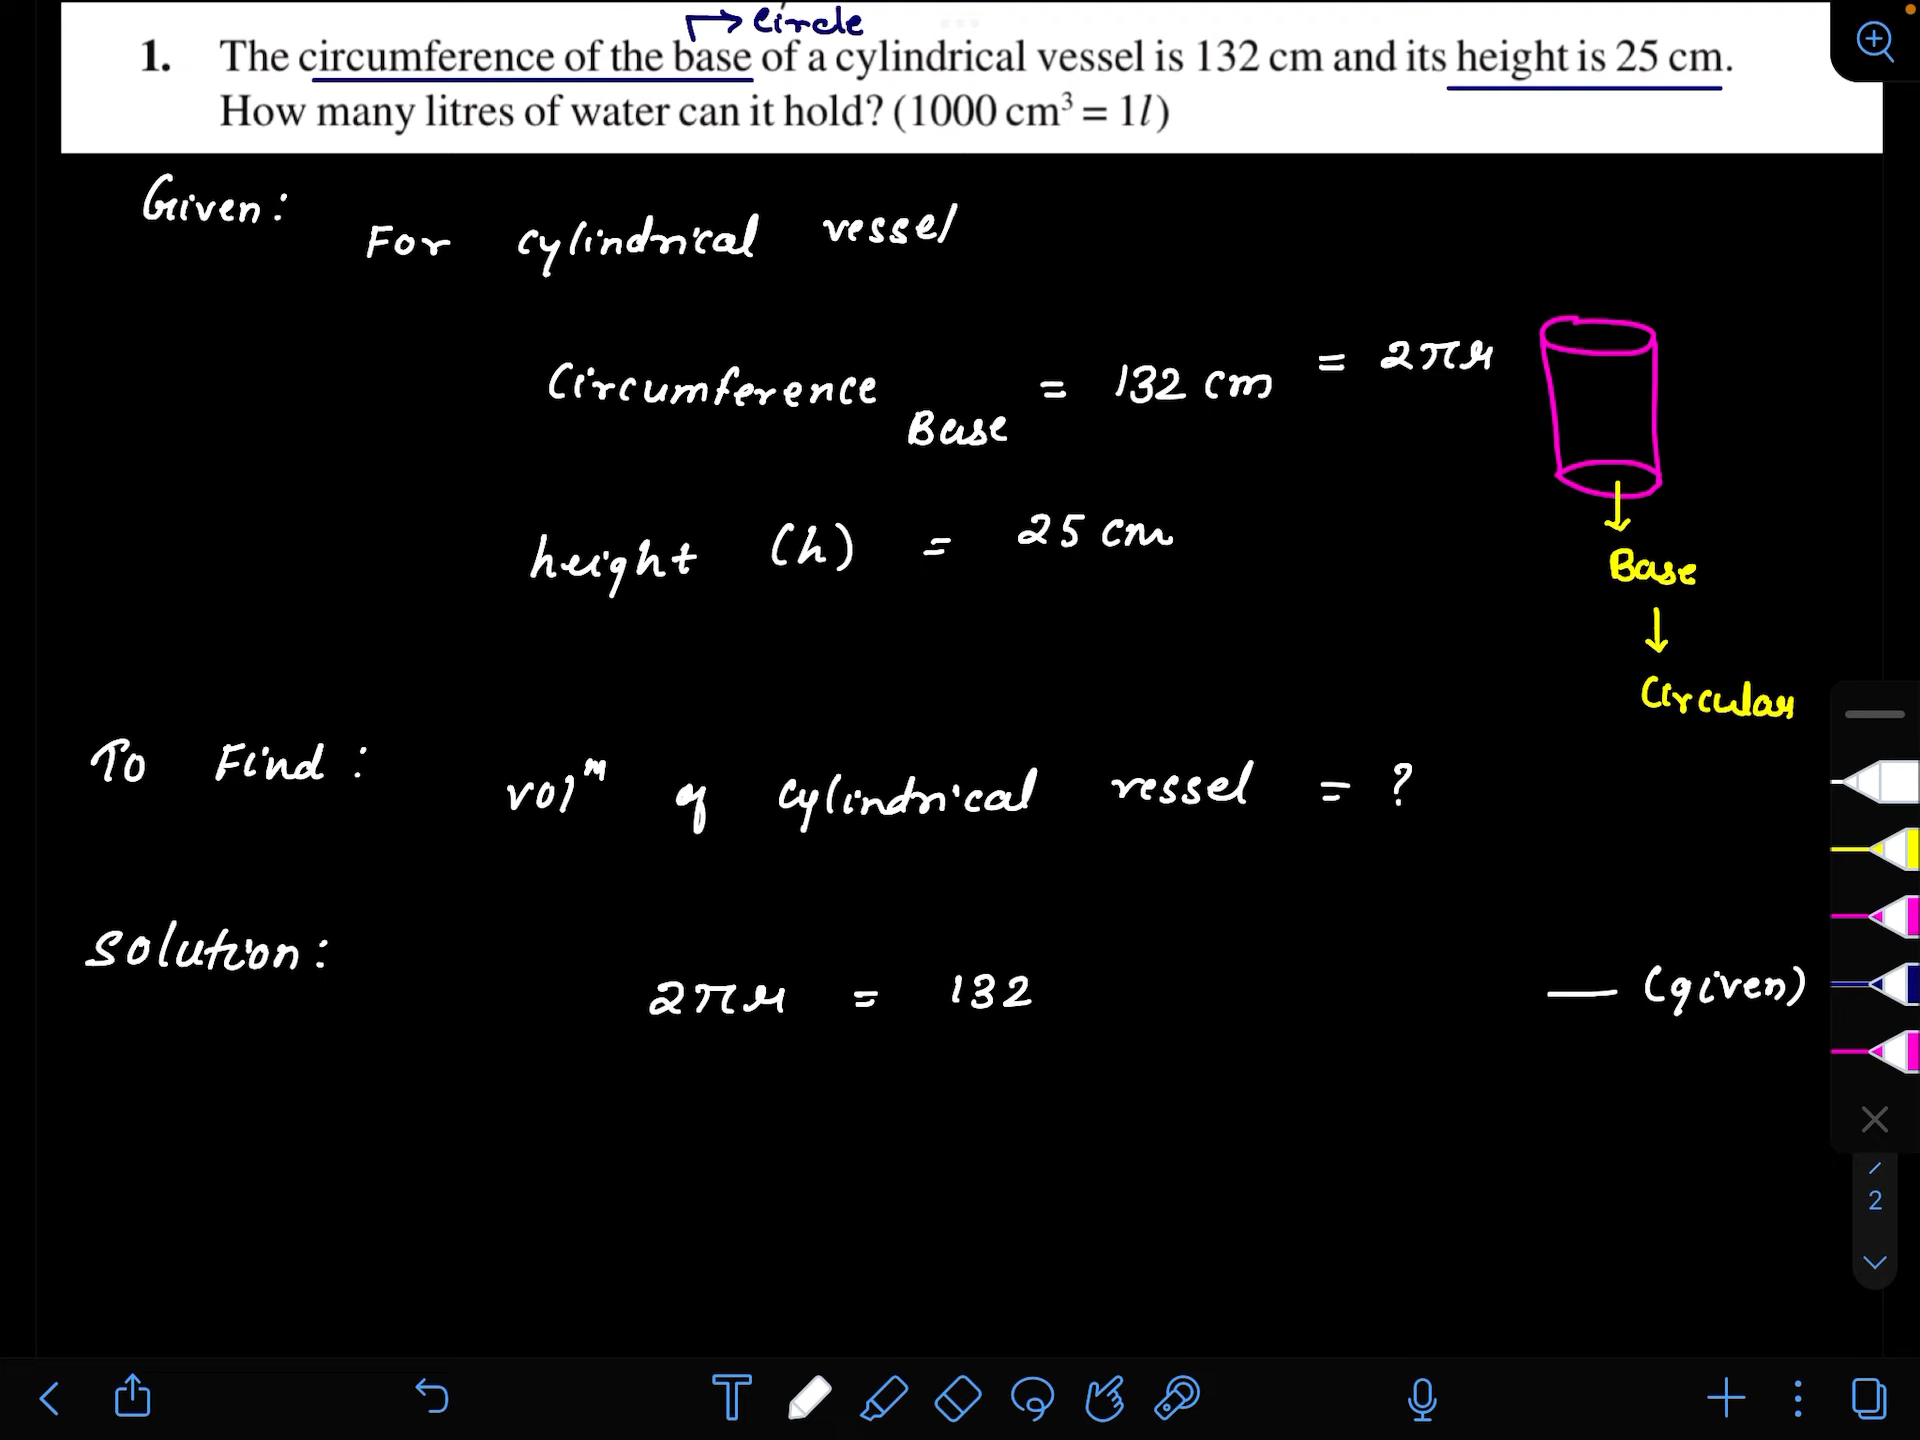 → Circle
1. The circumference of the base of a cylindrical vessel is 132 cm and its height is 25 cm.
How many litres of water can it hold? (1000 cm³ = 1l)
Given:
For cylindrical vessel
Circumference Base = 132 cm = 2πr
height (h) = 25 cm
Base
Circular
To Find: volᵐ of cylindrical vessel = ?
Solution:
2πr = 132 — (given)
2
T